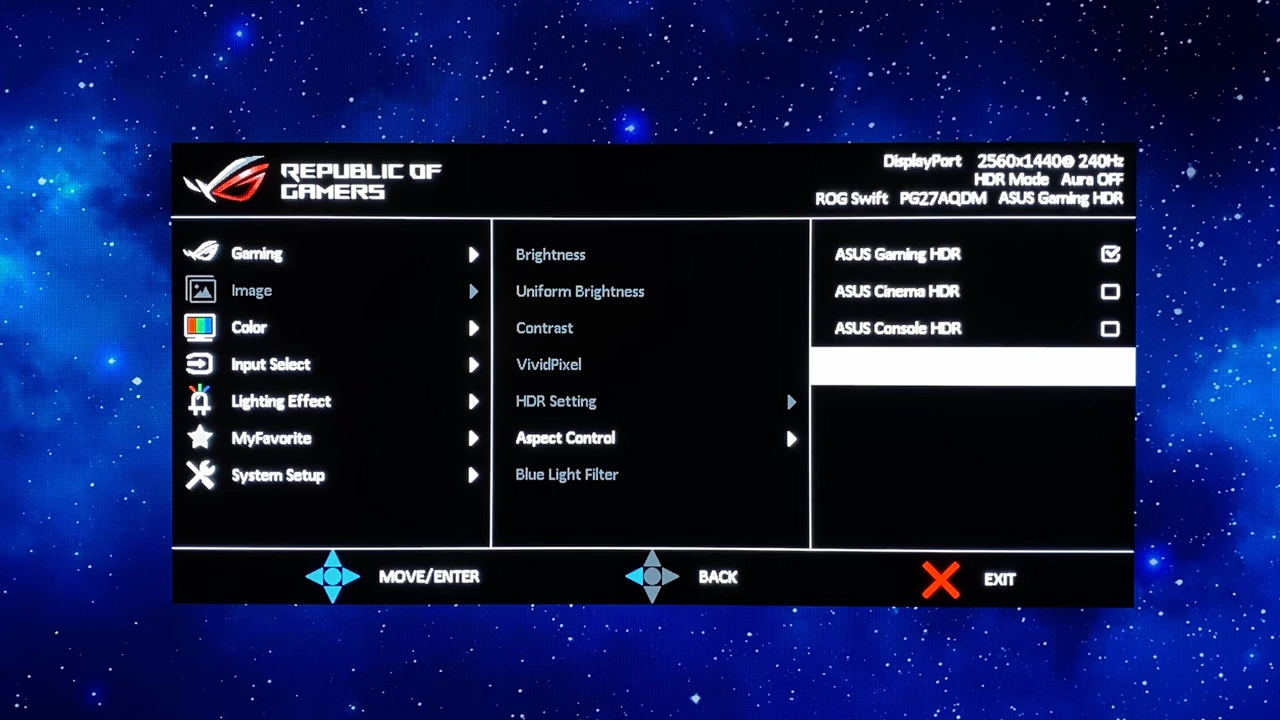 REPUBLIC OF
GAMERS
DisplayPort 2560x1440@ 240Hz
HDR Mode Aura OFF
ROG Swift PG27AQDM ASUS Gaming HDR
Gaming
Image
Color
Input Select
Lighting Effect
MyFavorite
System Setup
Brightness
Uniform Brightness
Contrast
VividPixel
HDR Setting
Aspect Control
Blue Light Filter
ASUS Gaming HDR
ASUS Cinema HDR
ASUS Console HDR
MOVE/ENTER
BACK
EXIT